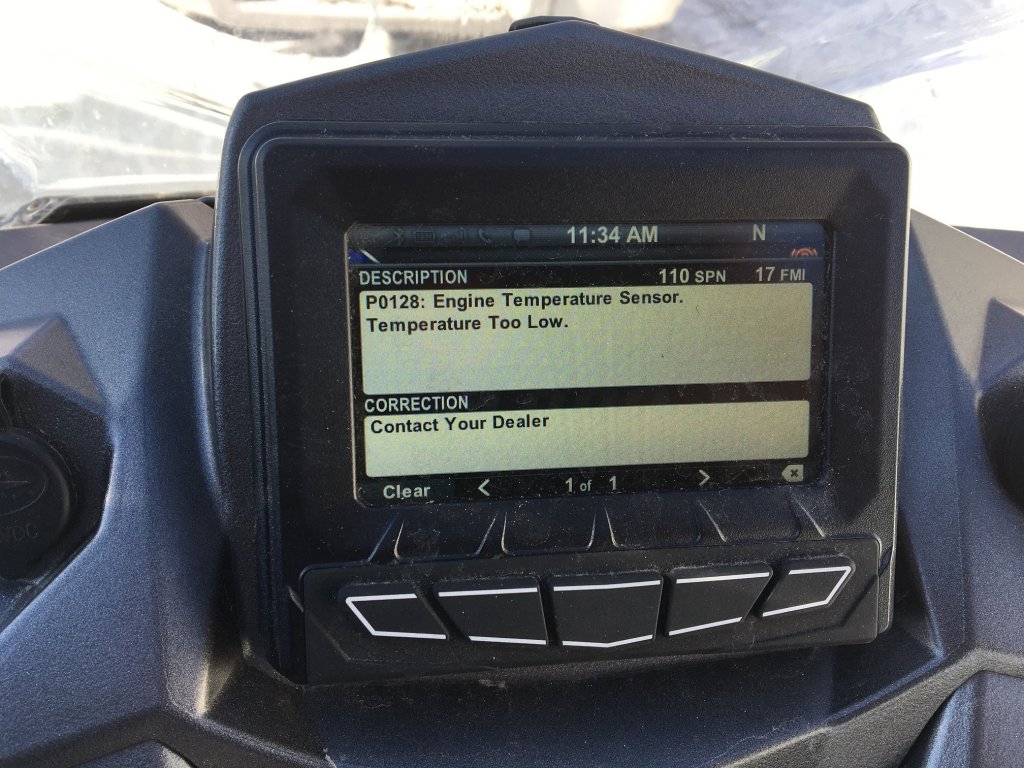 11:34 AM N
DESCRIPTION 110 SPN 17 FMI
P0128: Engine Temperature Sensor.
Temperature Too Low.
CORRECTION
Contact Your Dealer
Clear < 1 of 1 >
VDC